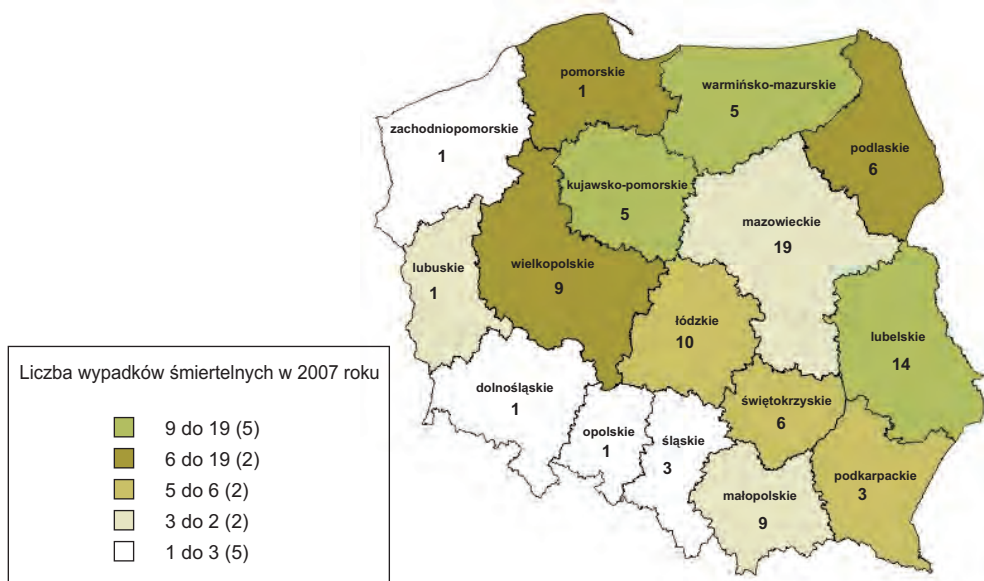 pomorskie
1
warmińsko-mazurskie
5
zachodniopomorskie
1
podlaskie
6
kujawsko-pomorskie
5
mazowieckie
19
lubuskie
1
wielkopolskie
9
łódzkie
10
lubelskie
14
dolnośląskie
1
świętokrzyskie
6
opolskie
1
śląskie
3
małopolskie
9
podkarpackie
3
Liczba wypadków śmiertelnych w 2007 roku
9 do 19 (5)
6 do 19 (2)
5 do 6 (2)
3 do 2 (2)
1 do 3 (5)